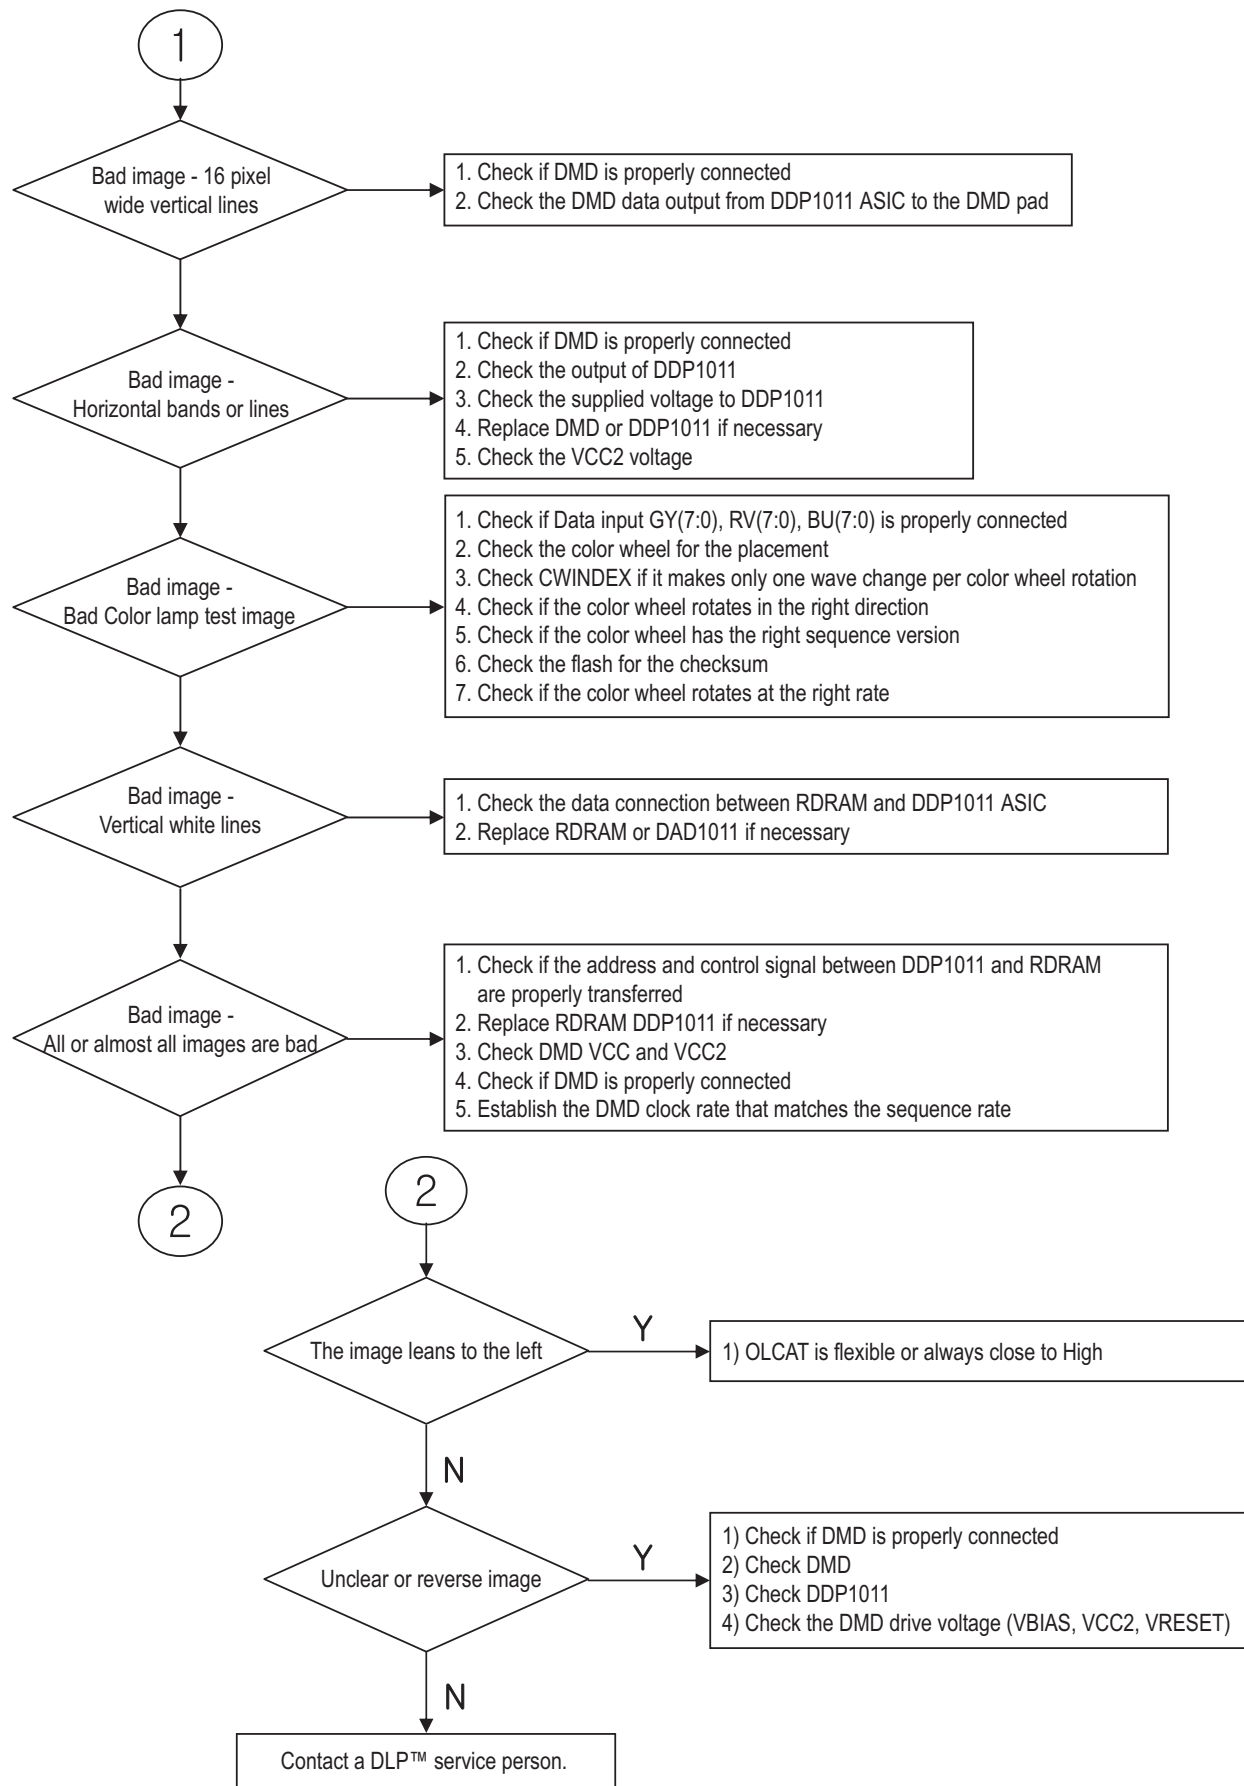 1
Bad image - 16 pixel
wide vertical lines
1. Check if DMD is properly connected
2. Check the DMD data output from DDP1011 ASIC to the DMD pad
Bad image -
Horizontal bands or lines
1. Check if DMD is properly connected
2. Check the output of DDP1011
3. Check the supplied voltage to DDP1011
4. Replace DMD or DDP1011 if necessary
5. Check the VCC2 voltage
Bad image -
Bad Color lamp test image
1. Check if Data input GY(7:0), RV(7:0), BU(7:0) is properly connected
2. Check the color wheel for the placement
3. Check CWINDEX if it makes only one wave change per color wheel rotation
4. Check if the color wheel rotates in the right direction
5. Check if the color wheel has the right sequence version
6. Check the flash for the checksum
7. Check if the color wheel rotates at the right rate
Bad image -
Vertical white lines
1. Check the data connection between RDRAM and DDP1011 ASIC
2. Replace RDRAM or DAD1011 if necessary
Bad image -
All or almost all images are bad
1. Check if the address and control signal between DDP1011 and RDRAM
are properly transferred
2. Replace RDRAM DDP1011 if necessary
3. Check DMD VCC and VCC2
4. Check if DMD is properly connected
5. Establish the DMD clock rate that matches the sequence rate
2
2
The image leans to the left
Y
1) OLCAT is flexible or always close to High
N
Unclear or reverse image
Y
1) Check if DMD is properly connected
2) Check DMD
3) Check DDP1011
4) Check the DMD drive voltage (VBIAS, VCC2, VRESET)
N
Contact a DLP™ service person.